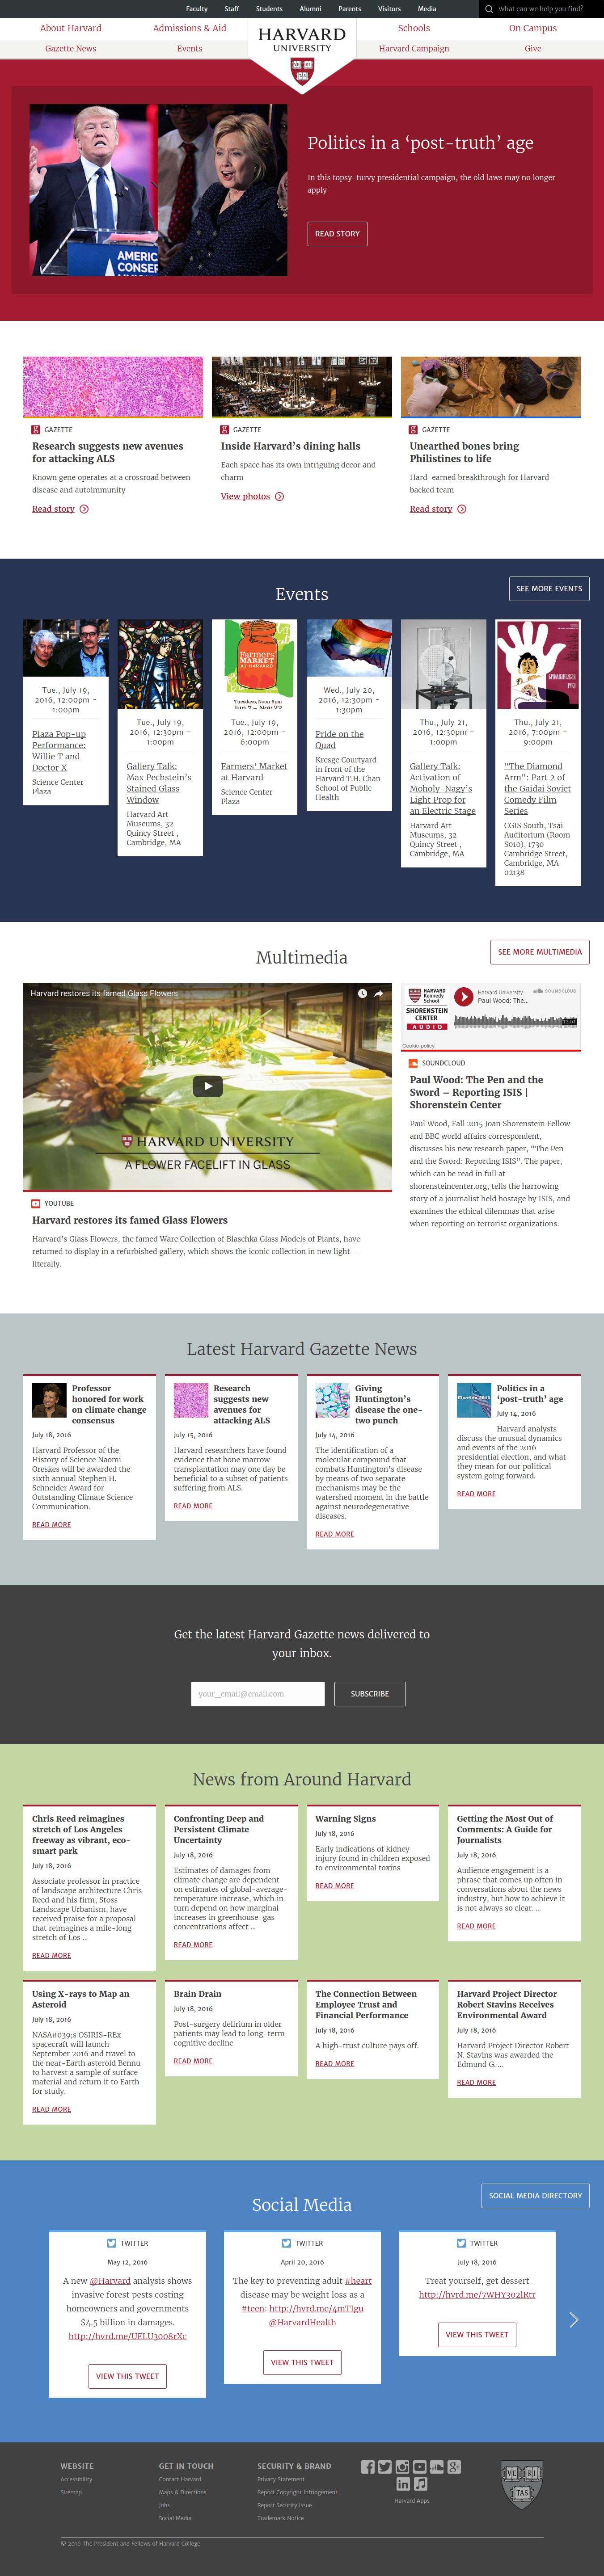 Faculty Staff Students Alumni Parents Visitors Media What can we help you find?
About Harvard Admissions & Aid Schools On Campus
HARVARD
UNIVERSITY
Gazette News Events Harvard Campaign Give
VE RI
TAS
Politics in a ‘post-truth’ age
In this topsy-turvy presidential campaign, the old laws may no longer
apply
READ STORY
AMERIC
CONSER
GAZETTE
Research suggests new avenues
for attacking ALS
Known gene operates at a crossroad between
disease and autoimmunity
Read story
GAZETTE
Inside Harvard’s dining halls
Each space has its own intriguing decor and
charm
View photos
GAZETTE
Unearthed bones bring
Philistines to life
Hard-earned breakthrough for Harvard-
backed team
Read story
Events
SEE MORE EVENTS
Tue., July 19,
2016, 12:00pm -
1:00pm
Plaza Pop-up
Performance:
Willie T and
Doctor X
Science Center
Plaza
Tue., July 19,
2016, 12:30pm -
1:00pm
Gallery Talk:
Max Pechstein’s
Stained Glass
Window
Harvard Art
Museums, 32
Quincy Street ,
Cambridge, MA
Farmers'
MARKET
AT HARVARD
Tuesdays, Noon-6pm
Tue., July 19,
2016, 12:00pm -
6:00pm
Farmers' Market
at Harvard
Science Center
Plaza
Wed., July 20,
2016, 12:30pm -
1:30pm
Pride on the
Quad
Kresge Courtyard
in front of the
Harvard T.H. Chan
School of Public
Health
Thu., July 21,
2016, 12:30pm -
1:00pm
Gallery Talk:
Activation of
Moholy-Nagy’s
Light Prop for
an Electric Stage
Harvard Art
Museums, 32
Quincy Street ,
Cambridge, MA
Thu., July 21,
2016, 7:00pm -
9:00pm
"The Diamond
Arm": Part 2 of
the Gaidai Soviet
Comedy Film
Series
CGIS South, Tsai
Auditorium (Room
S010), 1730
Cambridge Street,
Cambridge, MA
02138
Multimedia
SEE MORE MULTIMEDIA
Harvard restores its famed Glass Flowers
HARVARD UNIVERSITY
A FLOWER FACELIFT IN GLASS
YOUTUBE
Harvard restores its famed Glass Flowers
Harvard’s Glass Flowers, the famed Ware Collection of Blaschka Glass Models of Plants, have
returned to display in a refurbished gallery, which shows the iconic collection in new light —
literally.
HARVARD
Kennedy
School
SHORENSTEIN
CENTER
AUDIO
Harvard University
Paul Wood: The...
SOUNDCLOUD
Cookie policy
SOUNDCLOUD
Paul Wood: The Pen and the
Sword – Reporting ISIS |
Shorenstein Center
Paul Wood, Fall 2015 Joan Shorenstein Fellow
and BBC world affairs correspondent,
discusses his new research paper, “The Pen
and the Sword: Reporting ISIS”. The paper,
which can be read in full at
shorensteincenter.org, tells the harrowing
story of a journalist held hostage by ISIS, and
examines the ethical dilemmas that arise
when reporting on terrorist organizations.
Latest Harvard Gazette News
Professor
honored for work
on climate change
consensus
July 18, 2016
Harvard Professor of the
History of Science Naomi
Oreskes will be awarded the
sixth annual Stephen H.
Schneider Award for
Outstanding Climate Science
Communication.
READ MORE
Research
suggests new
avenues for
attacking ALS
July 15, 2016
Harvard researchers have found
evidence that bone marrow
transplantation may one day be
beneficial to a subset of patients
suffering from ALS.
READ MORE
Giving
Huntington’s
disease the one-
two punch
July 14, 2016
The identification of a
molecular compound that
combats Huntington’s disease
by means of two separate
mechanisms may be the
watershed moment in the battle
against neurodegenerative
diseases.
READ MORE
Election 2016
Politics in a
‘post-truth’ age
July 14, 2016
Harvard analysts
discuss the unusual dynamics
and events of the 2016
presidential election, and what
they mean for our political
system going forward.
READ MORE
Get the latest Harvard Gazette news delivered to
your inbox.
your_email@email.com
SUBSCRIBE
News from Around Harvard
Chris Reed reimagines
stretch of Los Angeles
freeway as vibrant, eco-
smart park
July 18, 2016
Associate professor in practice
of landscape architecture Chris
Reed and his firm, Stoss
Landscape Urbanism, have
received praise for a proposal
that reimagines a mile-long
stretch of Los ...
READ MORE
Confronting Deep and
Persistent Climate
Uncertainty
July 18, 2016
Estimates of damages from
climate change are dependent
on estimates of global-average-
temperature increase, which in
turn depend on how marginal
increases in greenhouse-gas
concentrations affect ...
READ MORE
Warning Signs
July 18, 2016
Early indications of kidney
injury found in children exposed
to environmental toxins
READ MORE
Getting the Most Out of
Comments: A Guide for
Journalists
July 18, 2016
Audience engagement is a
phrase that comes up often in
conversations about the news
industry, but how to achieve it
is not always so clear. ...
READ MORE
Using X-rays to Map an
Asteroid
July 18, 2016
NASA&#039;s OSIRIS-REx
spacecraft will launch
September 2016 and travel to
the near-Earth asteroid Bennu
to harvest a sample of surface
material and return it to Earth
for study.
READ MORE
Brain Drain
July 18, 2016
Post-surgery delirium in older
patients may lead to long-term
cognitive decline
READ MORE
The Connection Between
Employee Trust and
Financial Performance
July 18, 2016
A high-trust culture pays off.
READ MORE
Harvard Project Director
Robert Stavins Receives
Environmental Award
July 18, 2016
Harvard Project Director Robert
N. Stavins was awarded the
Edmund G. ...
READ MORE
Social Media
SOCIAL MEDIA DIRECTORY
TWITTER
May 12, 2016
A new @Harvard analysis shows
invasive forest pests costing
homeowners and governments
$4.5 billion in damages.
http://hvrd.me/UELU3008rXc
VIEW THIS TWEET
TWITTER
April 20, 2016
The key to preventing adult #heart
disease may be weight loss as a
#teen: http://hvrd.me/4mTIgu
@HarvardHealth
VIEW THIS TWEET
TWITTER
July 18, 2016
Treat yourself, get dessert
http://hvrd.me/7WHY302lRtr
VIEW THIS TWEET
WEBSITE
Accessibility
Sitemap
GET IN TOUCH
Contact Harvard
Maps & Directions
Jobs
Social Media
SECURITY & BRAND
Privacy Statement
Report Copyright Infringement
Report Security Issue
Trademark Notice
Harvard Apps
VE RI
TAS
© 2016 The President and Fellows of Harvard College